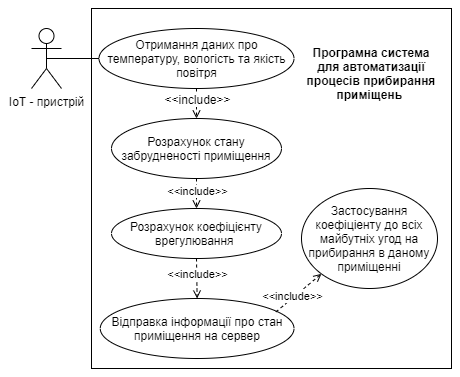 Отримання даних про
температуру, вологість та якість
повітря
Програмна система
для автоматизації
процесів прибирання
приміщень
IoT - пристрій
<<include>>
Розрахунок стану
забрудненості приміщення
<<include>>
Розрахунок коефіцієнту
врегулювання
Застосування
коефіцієнту до всіх
майбутніх угод на
прибирання в даному
приміщенні
<<include>>
<<include>>
Відправка інформації про стан
приміщення на сервер